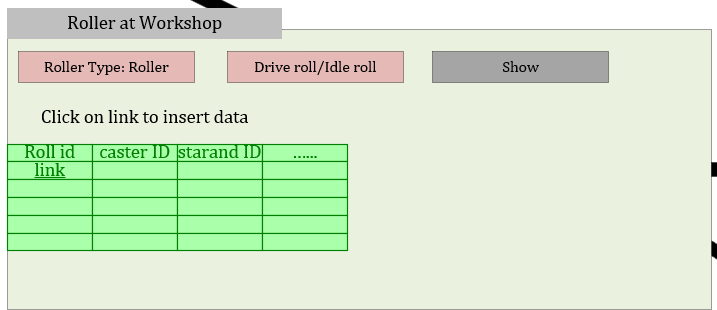 Roller at Workshop
Roller Type: Roller Drive roll/Idle roll Show
Click on link to insert data
Roll id caster ID starand ID ......
link